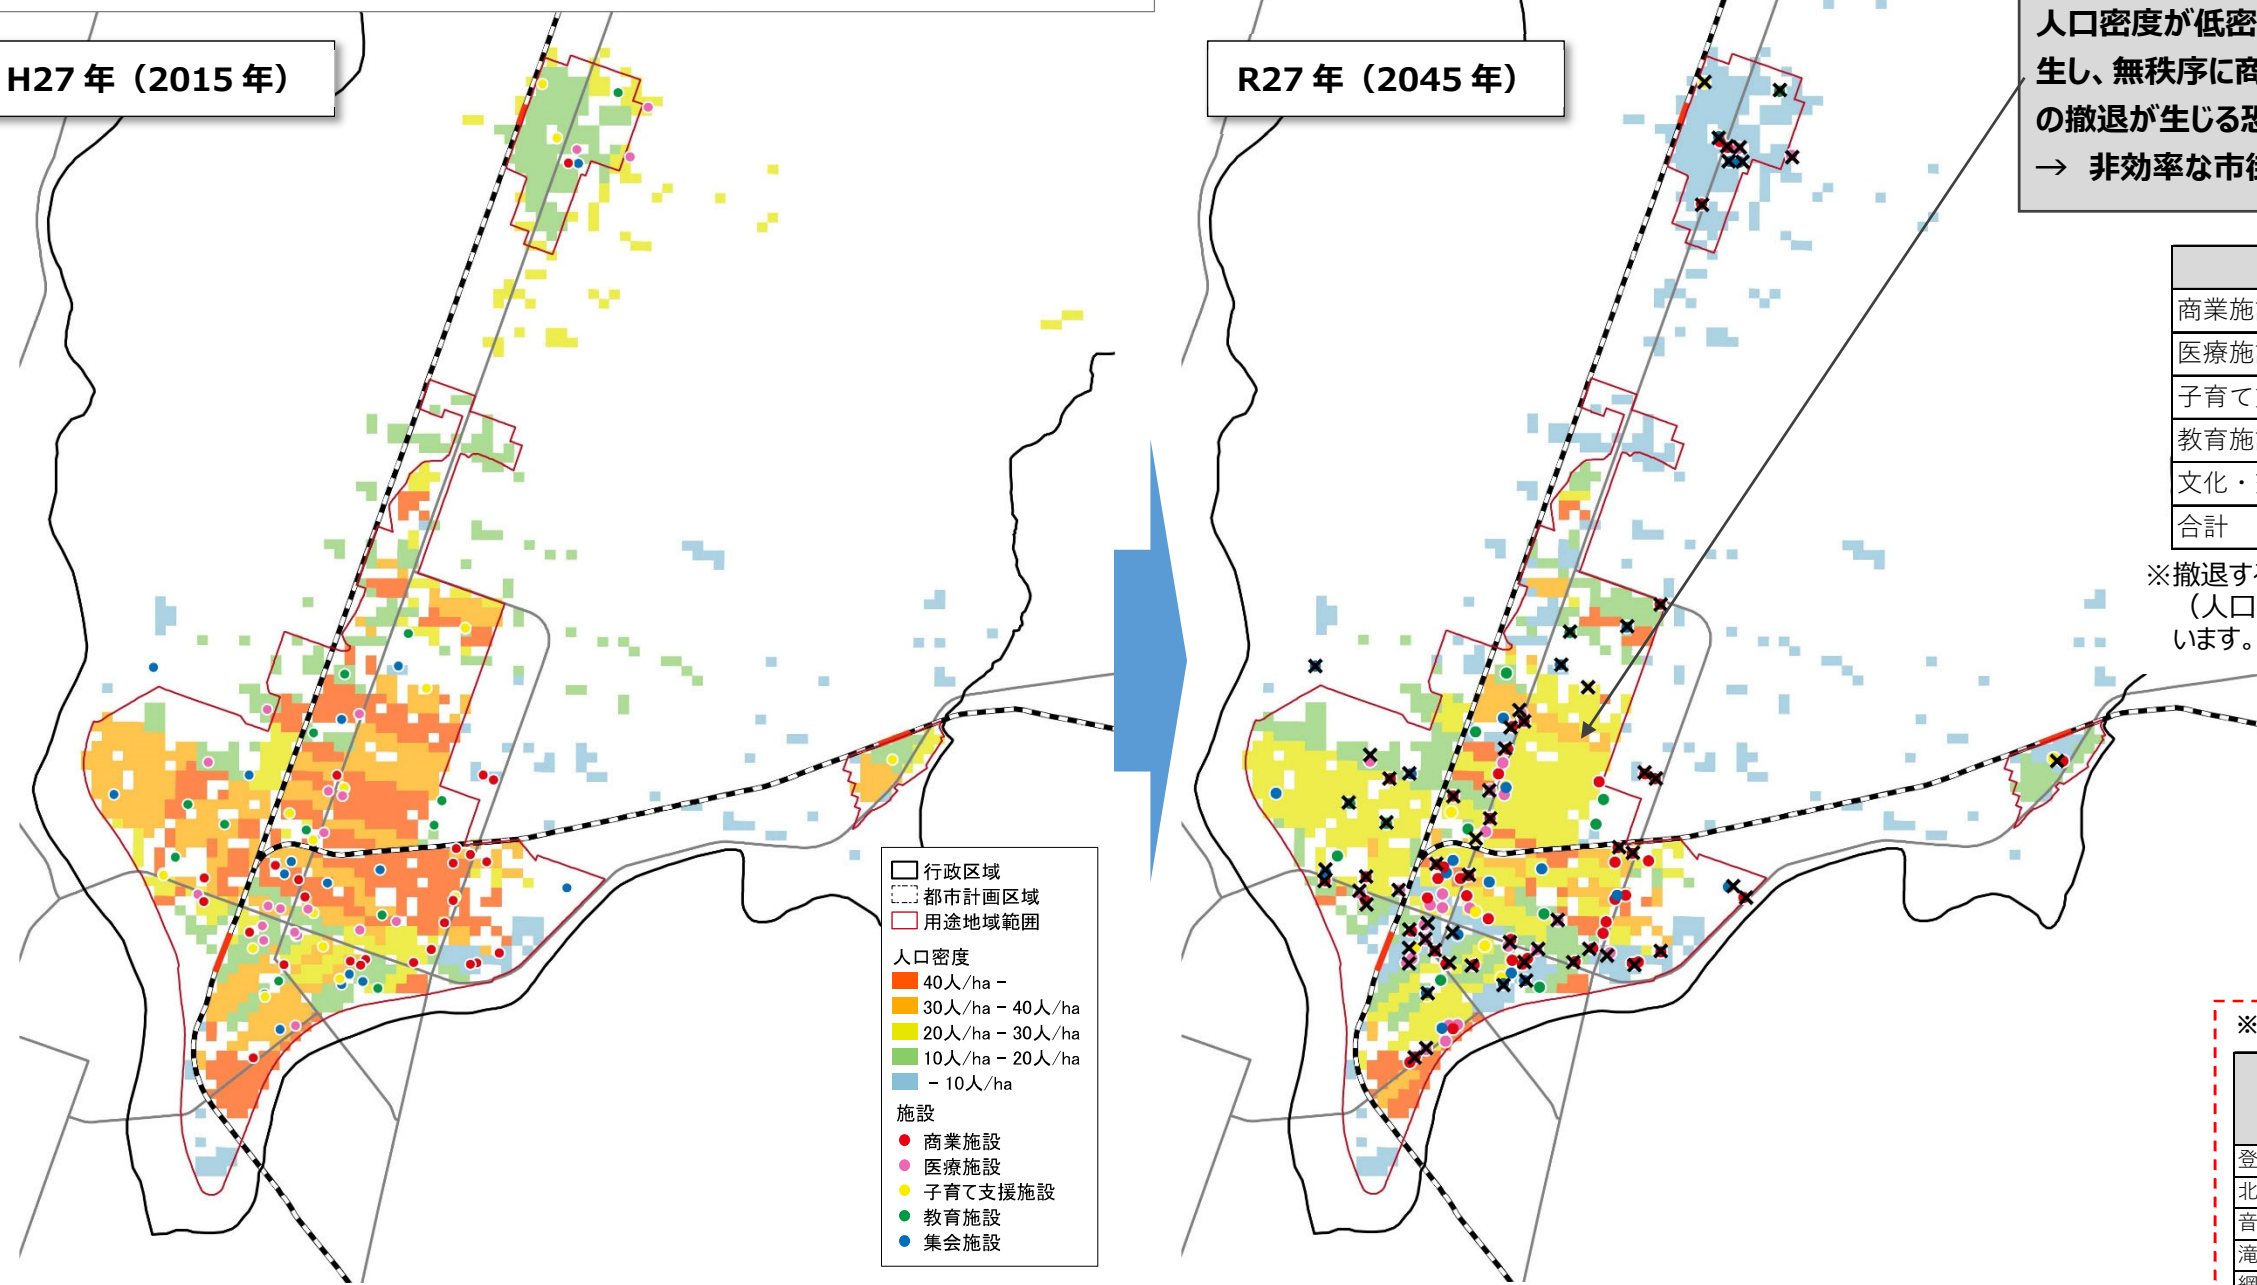 H27年（2015年）
R27年（2045年）
人口密度が低密
生し、無秩序に商
の撤退が生じる恐
→ 非効率な市街
商業施
医療施
子育て
教育施
文化・
合計
※撤退す
（人口
います。
行政区域
都市計画区域
用途地域範囲
人口密度
40人/ha −
30人/ha − 40人/ha
20人/ha − 30人/ha
10人/ha − 20人/ha
− 10人/ha
施設
商業施設
医療施設
子育て支援施設
教育施設
集会施設
※
登
北
音
滝